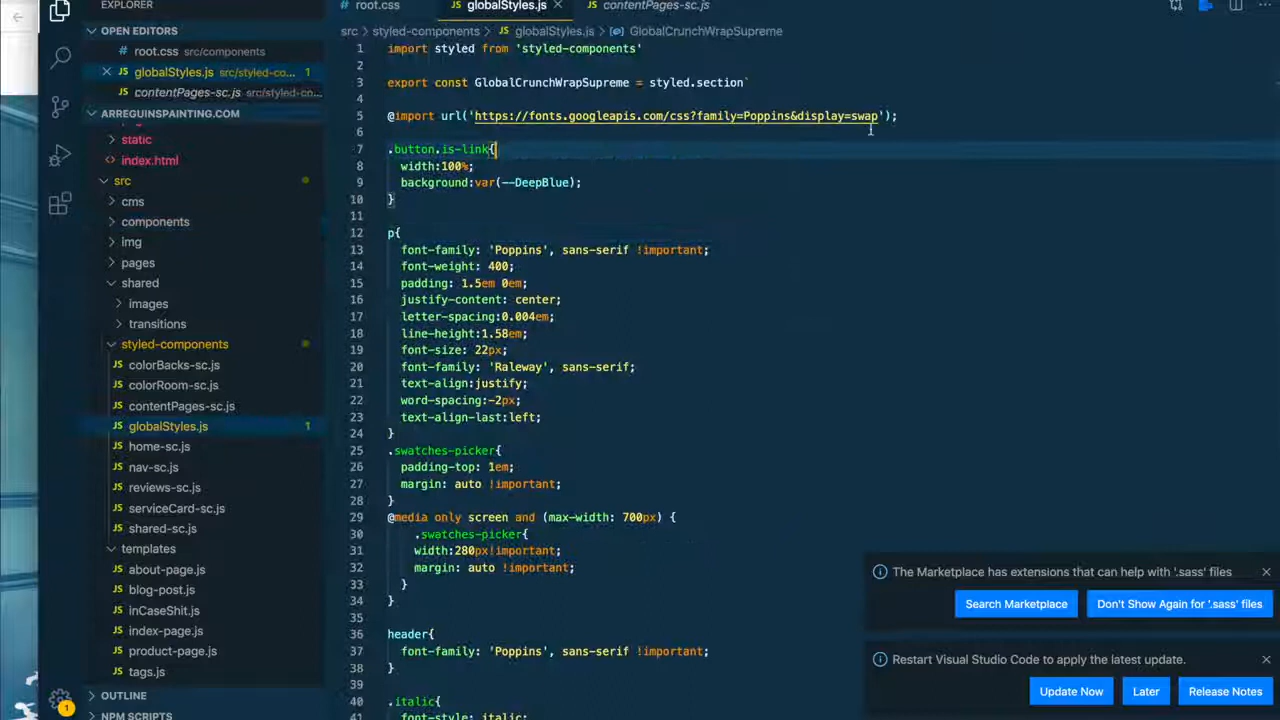 EXPLORER
OPEN EDITORS
root.css src/components
globalStyles.js src/styled-co... 1
contentPages-sc.js src/styled-co...
ARREGUINSPAINTING.COM
static
index.html
src
cms
components
img
pages
shared
images
transitions
styled-components
colorBacks-sc.js
colorRoom-sc.js
contentPages-sc.js
globalStyles.js 1
home-sc.js
nav-sc.js
reviews-sc.js
serviceCard-sc.js
shared-sc.js
templates
about-page.js
blog-post.js
inCaseShit.js
index-page.js
product-page.js
tags.js
OUTLINE
NPM SCRIPTS
1
root.css globalStyles.js contentPages-sc.js
src > styled-components > JS globalStyles.js > GlobalCrunchWrapSupreme
1 import styled from 'styled-components'
2
3 export const GlobalCrunchWrapSupreme = styled.section`
4
5 @import url('https://fonts.googleapis.com/css?family=Poppins&display=swap');
6
7 .button.is-link{
8 width:100%;
9 background:var(--DeepBlue);
10 }
11
12 p{
13 font-family: 'Poppins', sans-serif !important;
14 font-weight: 400;
15 padding: 1.5em 0em;
16 justify-content: center;
17 letter-spacing:0.004em;
18 line-height:1.58em;
19 font-size: 22px;
20 font-family: 'Raleway', sans-serif;
21 text-align:justify;
22 word-spacing:-2px;
23 text-align-last:left;
24 }
25 .swatches-picker{
26 padding-top: 1em;
27 margin: auto !important;
28 }
29 @media only screen and (max-width: 700px) {
30 .swatches-picker{
31 width:280px!important;
32 margin: auto !important;
33 }
34 }
35
36 header{
37 font-family: 'Poppins', sans-serif !important;
38 }
39
40 .italic{
41 font-style: italic;
The Marketplace has extensions that can help with '.sass' files
Search Marketplace Don't Show Again for '.sass' files
Restart Visual Studio Code to apply the latest update.
Update Now Later Release Notes